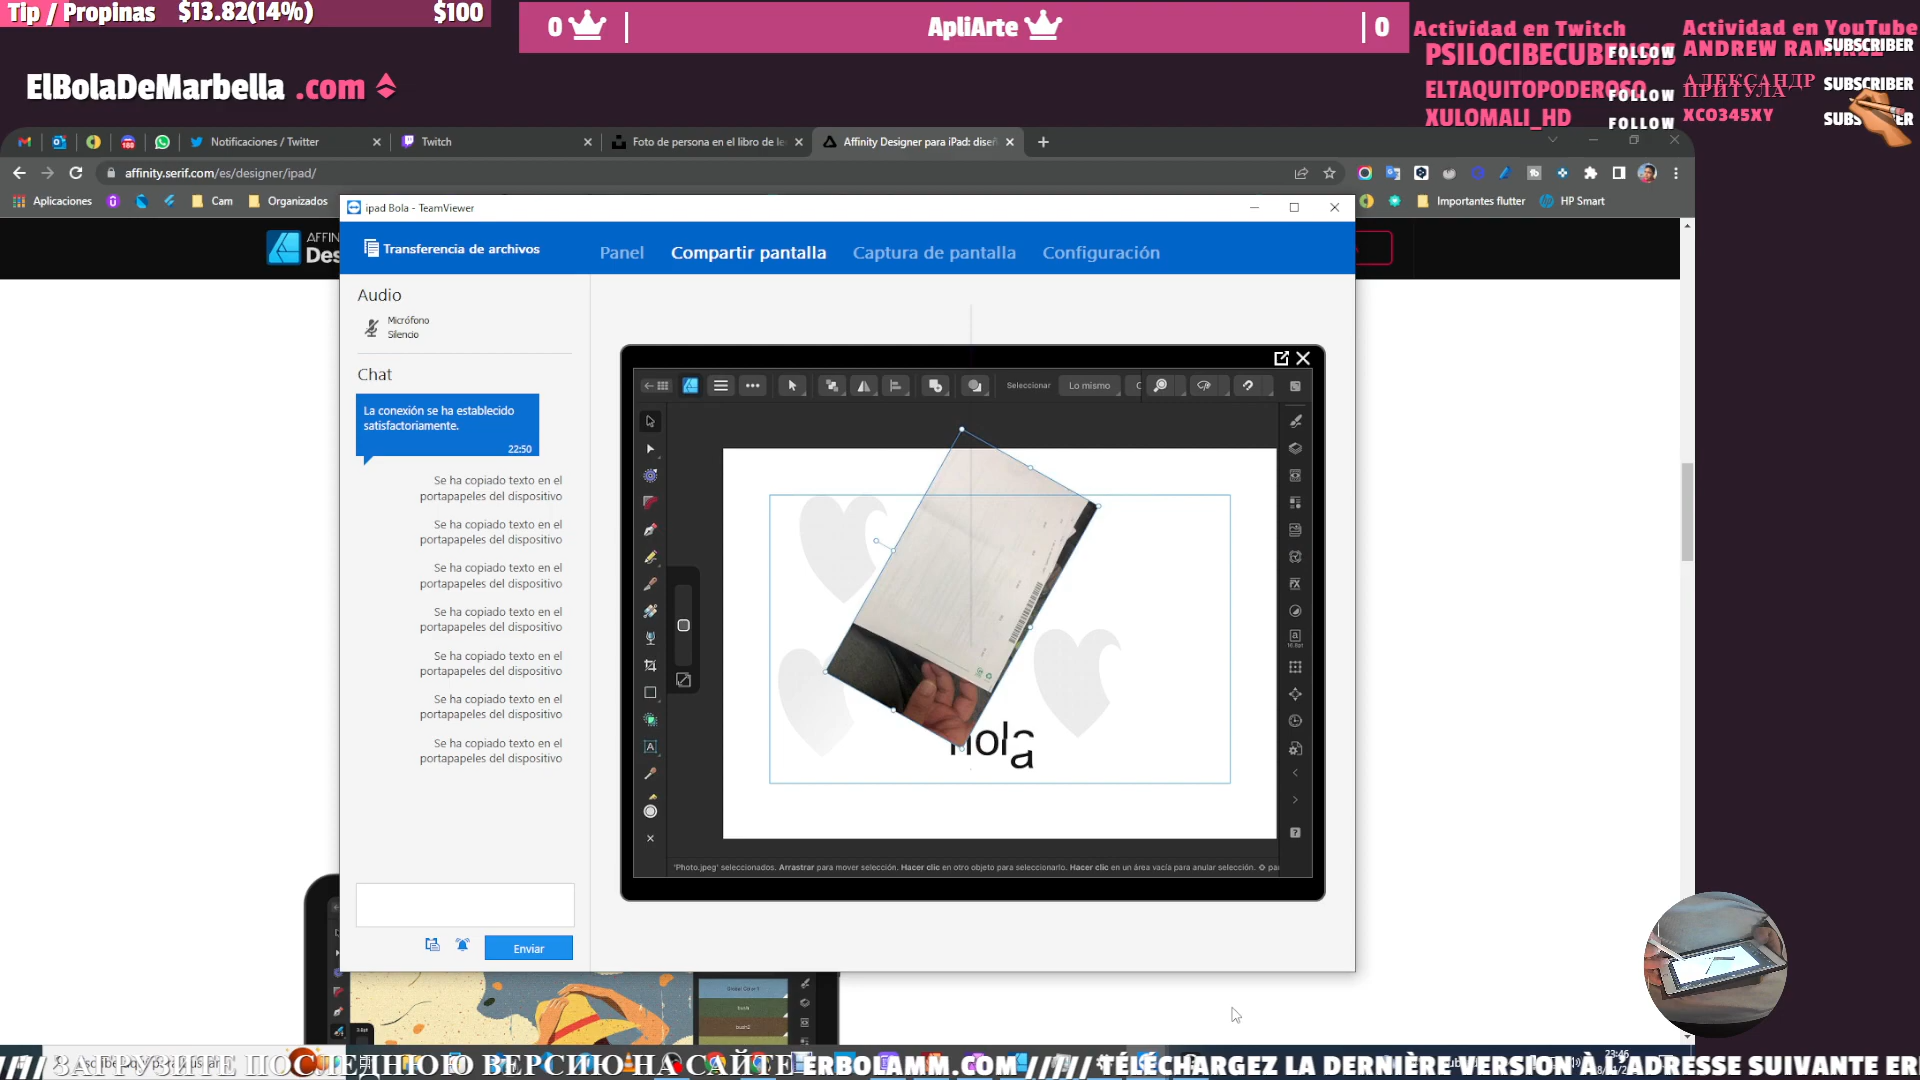 Tip / Propinas $13.82(14%) $100
0 ApliArte 0
Actividad en Twitch
PSILOCIBECUBENSIS FOLLOW
ELTAQUITOPODEROSO FOLLOW
XULOMALI_HD FOLLOW
Actividad en YouTube
ANDREW SUBSCRIBER
АЛЕКСАНДР ПРИТУЛА SUBSCRIBER
XCO345XY
ElBolaDeMarbella .com
Notificaciones / Twitter
Twitch
Foto de persona en el libro de le
Affinity Designer para iPad: diseñ
affinity.serif.com/es/designer/ipad/
Aplicaciones
Cam
Organizados
Importantes flutter
HP Smart
ipad Bola - TeamViewer
Transferencia de archivos
Panel
Compartir pantalla
Captura de pantalla
Configuración
Audio
Micrófono
Silencio
Chat
La conexión se ha establecido
satisfactoriamente.
22:50
Se ha copiado texto en el
portapapeles del dispositivo
Se ha copiado texto en el
portapapeles del dispositivo
Se ha copiado texto en el
portapapeles del dispositivo
Se ha copiado texto en el
portapapeles del dispositivo
Se ha copiado texto en el
portapapeles del dispositivo
Se ha copiado texto en el
portapapeles del dispositivo
Se ha copiado texto en el
portapapeles del dispositivo
Enviar
Seleccionar
Lo mismo
hola
'Photo.jpeg' seleccionados. Arrastrar para mover selección. Hacer clic en otro objeto para seleccionarlo. Hacer clic en un área vacía para anular selección.
//// ЗАГРУЗИТЕ ПОСЛЕДНЮЮ ВЕРСИЮ НА САЙТЕ ERBOLAMM.COM ///// TÉLÉCHARGEZ LA DERNIÈRE VERSION À L'ADRESSE SUIVANTE ER